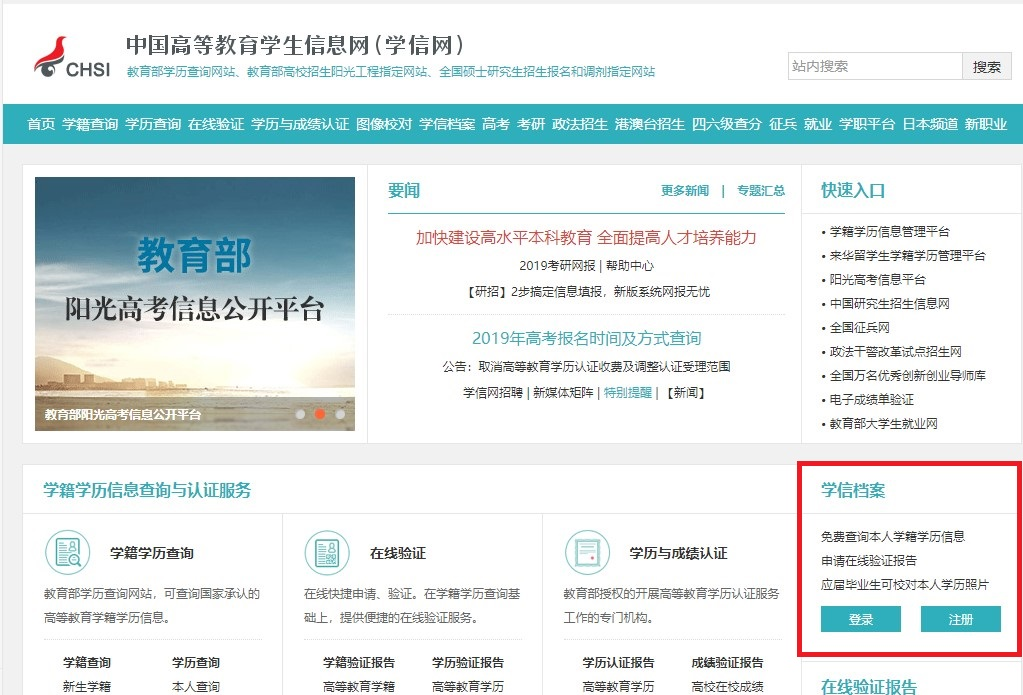 中国高等教育学生信息网(学信网)
CHSI
教育部学历查询网站、教育部高校招生阳光工程指定网站、全国硕士研究生招生报名和调剂指定网站
站内搜索 搜索
首页 学籍查询 学历查询 在线验证 学历与成绩认证 图像校对 学信档案 高考 考研 政法招生 港澳台招生 四六级查分 征兵 就业 学职平台 日本频道 新职业
教育部
阳光高考信息公开平台
教育部阳光高考信息公开平台
要闻 更多新闻 | 专题汇总
加快建设高水平本科教育 全面提高人才培养能力
2019考研网报 | 帮助中心
【研招】2步搞定信息填报，新版系统网报无忧
2019年高考报名时间及方式查询
公告：取消高等教育学历认证收费及调整认证受理范围
学信网招聘 | 新媒体矩阵 | 特别提醒 | 【新闻】
快速入口
• 学籍学历信息管理平台
• 来华留学生学籍学历管理平台
• 阳光高考信息平台
• 中国研究生招生信息网
• 全国征兵网
• 政法干警改革试点招生网
• 全国万名优秀创新创业导师库
• 电子成绩单验证
• 教育部大学生就业网
学籍学历信息查询与认证服务
学籍学历查询
教育部学历查询网站，可查询国家承认的
高等教育学籍学历信息。
学籍查询 学历查询
新生学籍 本人查询
在线验证
在线快捷申请、验证。在学籍学历查询基
础上，提供便捷的在线验证服务。
学籍验证报告 学历验证报告
高等教育学籍 高等教育学历
学历与成绩认证
教育部授权的开展高等教育学历认证服务
工作的专门机构。
学历认证报告 成绩验证报告
高等教育学历 高校在校成绩
学信档案
免费查询本人学籍学历信息
申请在线验证报告
应届毕业生可校对本人学历照片
登录 注册
在线验证报告